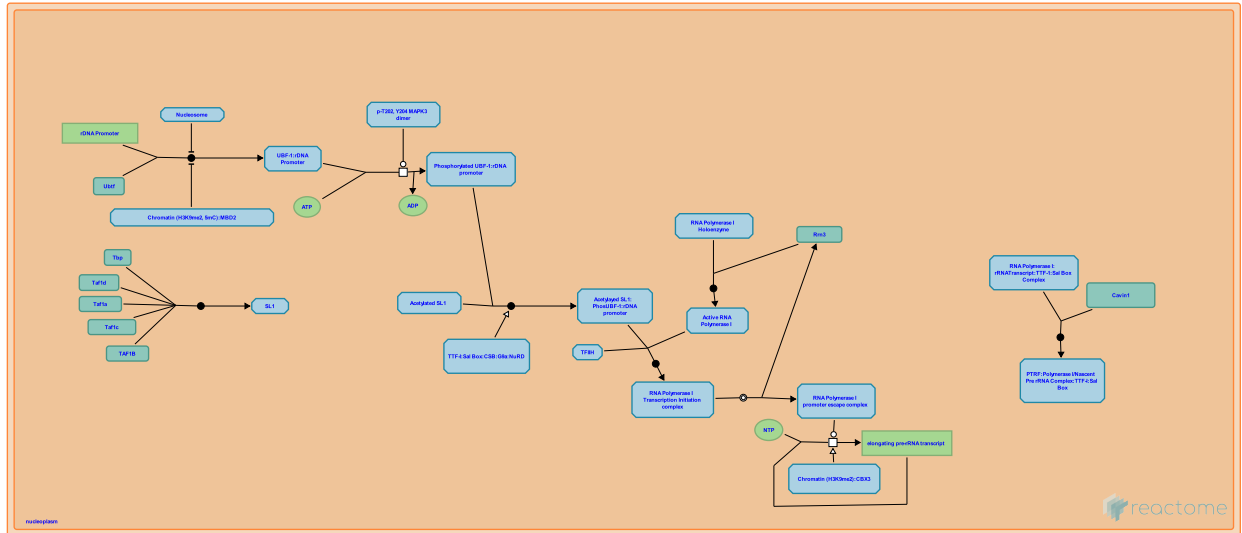 Nucleosome
p-T202, Y204 MAPK3
dimer
rDNA Promoter
UBF-1::rDNA
Promoter
Phosphorylated UBF-1::rDNA
promoter
Ubtf
ATP
ADP
Chromatin (H3K9me2, 5mC)::MBD2
RNA Polymerase I
Holoenzyme
Rrn3
Tbp
Taf1d
Taf1a
Taf1c
TAF1B
SL1
Acetylated SL1
Acetylayed SL1:
PhosUBF-1:rDNA
promoter
Active RNA
Polymerase I
TTF-I:Sal Box:CSB:G9a:NuRD
TFIIH
RNA Polymerase I
Transcription Initiation
complex
RNA Polymerase I
promoter escape complex
NTP
elongating pre-rRNA transcript
Chromatin (H3K9me2)::CBX3
RNA Polymerase I:
rRNATranscript:TTF-1:Sal Box
Complex
Cavin1
PTRF:Polymerase I/Nascent
Pre rRNA Complex:TTF-I:Sal
Box
nucleoplasm
reactome